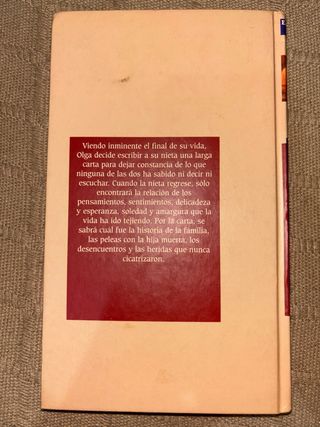 Viendo inminente el final de su vida,
Olga decide escribir a su nieta una larga
carta para dejar constancia de lo que
ninguna de las dos ha sabido ni decir ni
escuchar. Cuando la nieta regrese, sólo
encontrará la relación de los
pensamientos, sentimientos, delicadeza
y esperanza, soledad y amargura que la
vida ha ido tejiendo. Por la carta, se
sabrá cuál fue la historia de la familia,
las peleas con la hija muerta, los
desencuentros y las heridas que nunca
cicatrizaron.